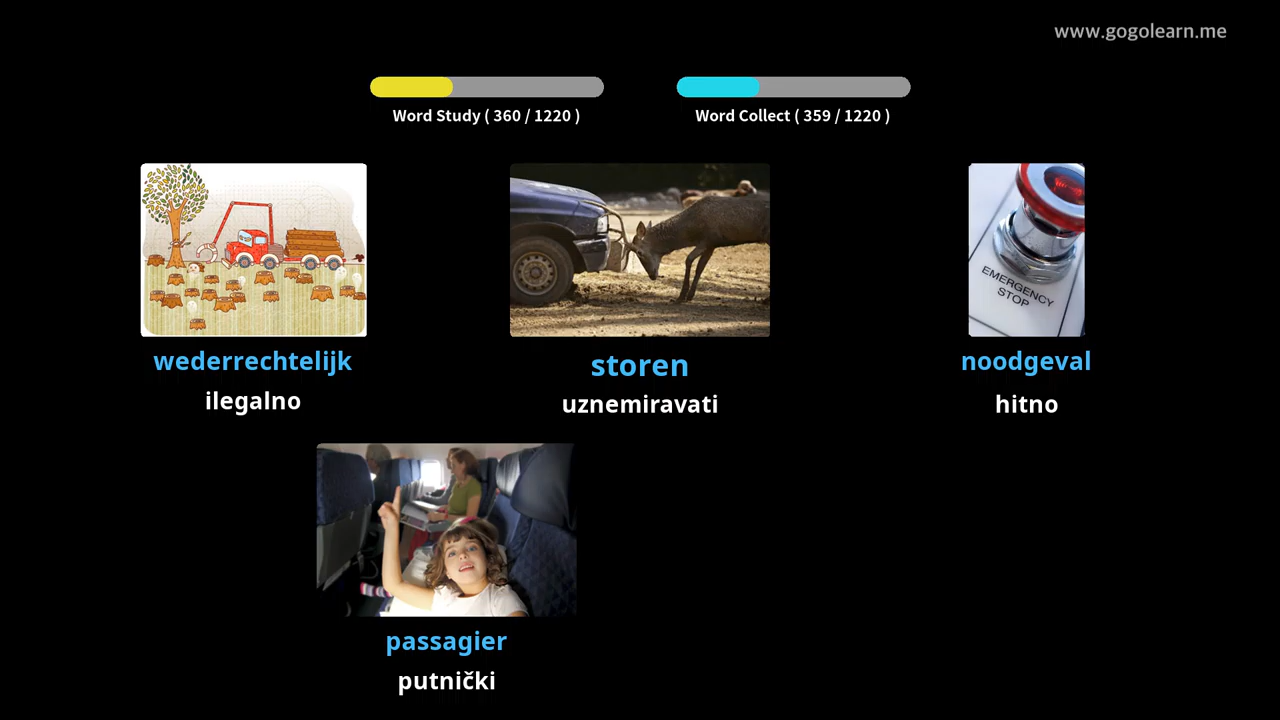 www.gogolearn.me
Word Study ( 360 / 1220 )
Word Collect ( 359 / 1220 )
EMERGENCY
STOP
wederrechtelijk
ilegalno
storen
uznemiravati
noodgeval
hitno
passagier
putnički